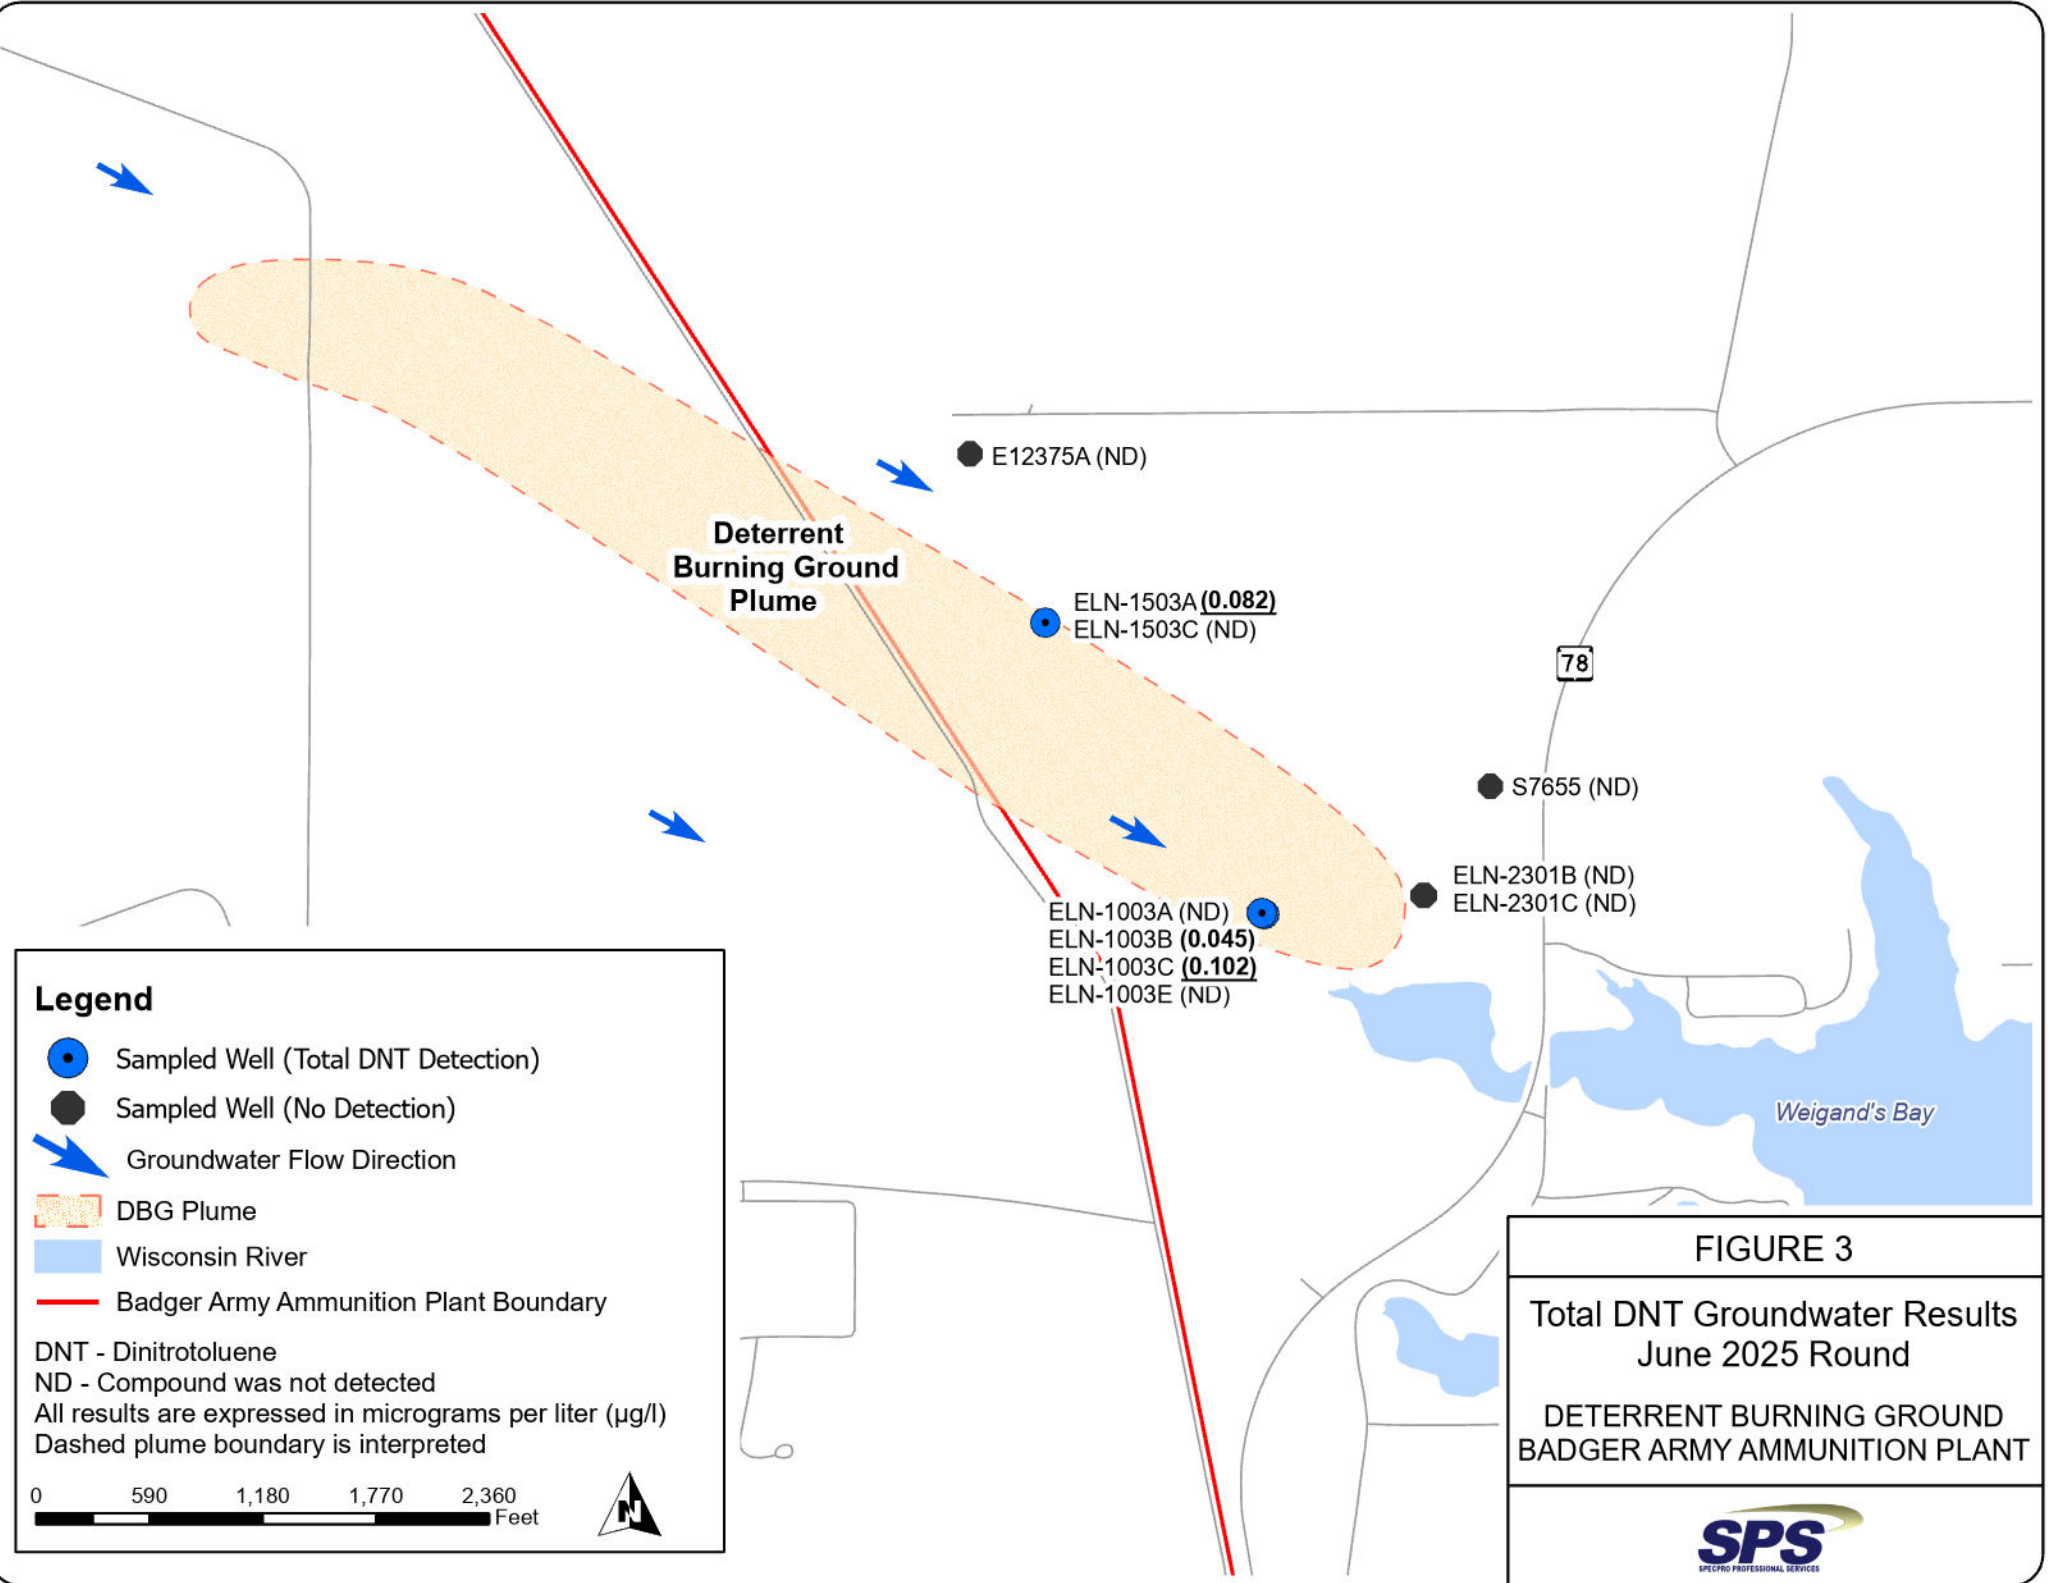 E12375A (ND)
Deterrent
Burning Ground
Plume
ELN-1503A (0.082)
ELN-1503C (ND)
78
S7655 (ND)
ELN-2301B (ND)
ELN-2301C (ND)
ELN-1003A (ND)
ELN-1003B (0.045)
ELN-1003C (0.102)
ELN-1003E (ND)
Weigand's Bay
Legend
Sampled Well (Total DNT Detection)
Sampled Well (No Detection)
Groundwater Flow Direction
DBG Plume
Wisconsin River
Badger Army Ammunition Plant Boundary
DNT - Dinitrotoluene
ND - Compound was not detected
All results are expressed in micrograms per liter (µg/l)
Dashed plume boundary is interpreted
0 590 1,180 1,770 2,360
Feet
N
FIGURE 3
Total DNT Groundwater Results
June 2025 Round
DETERRENT BURNING GROUND
BADGER ARMY AMMUNITION PLANT
SPS
SPECPRO PROFESSIONAL SERVICES